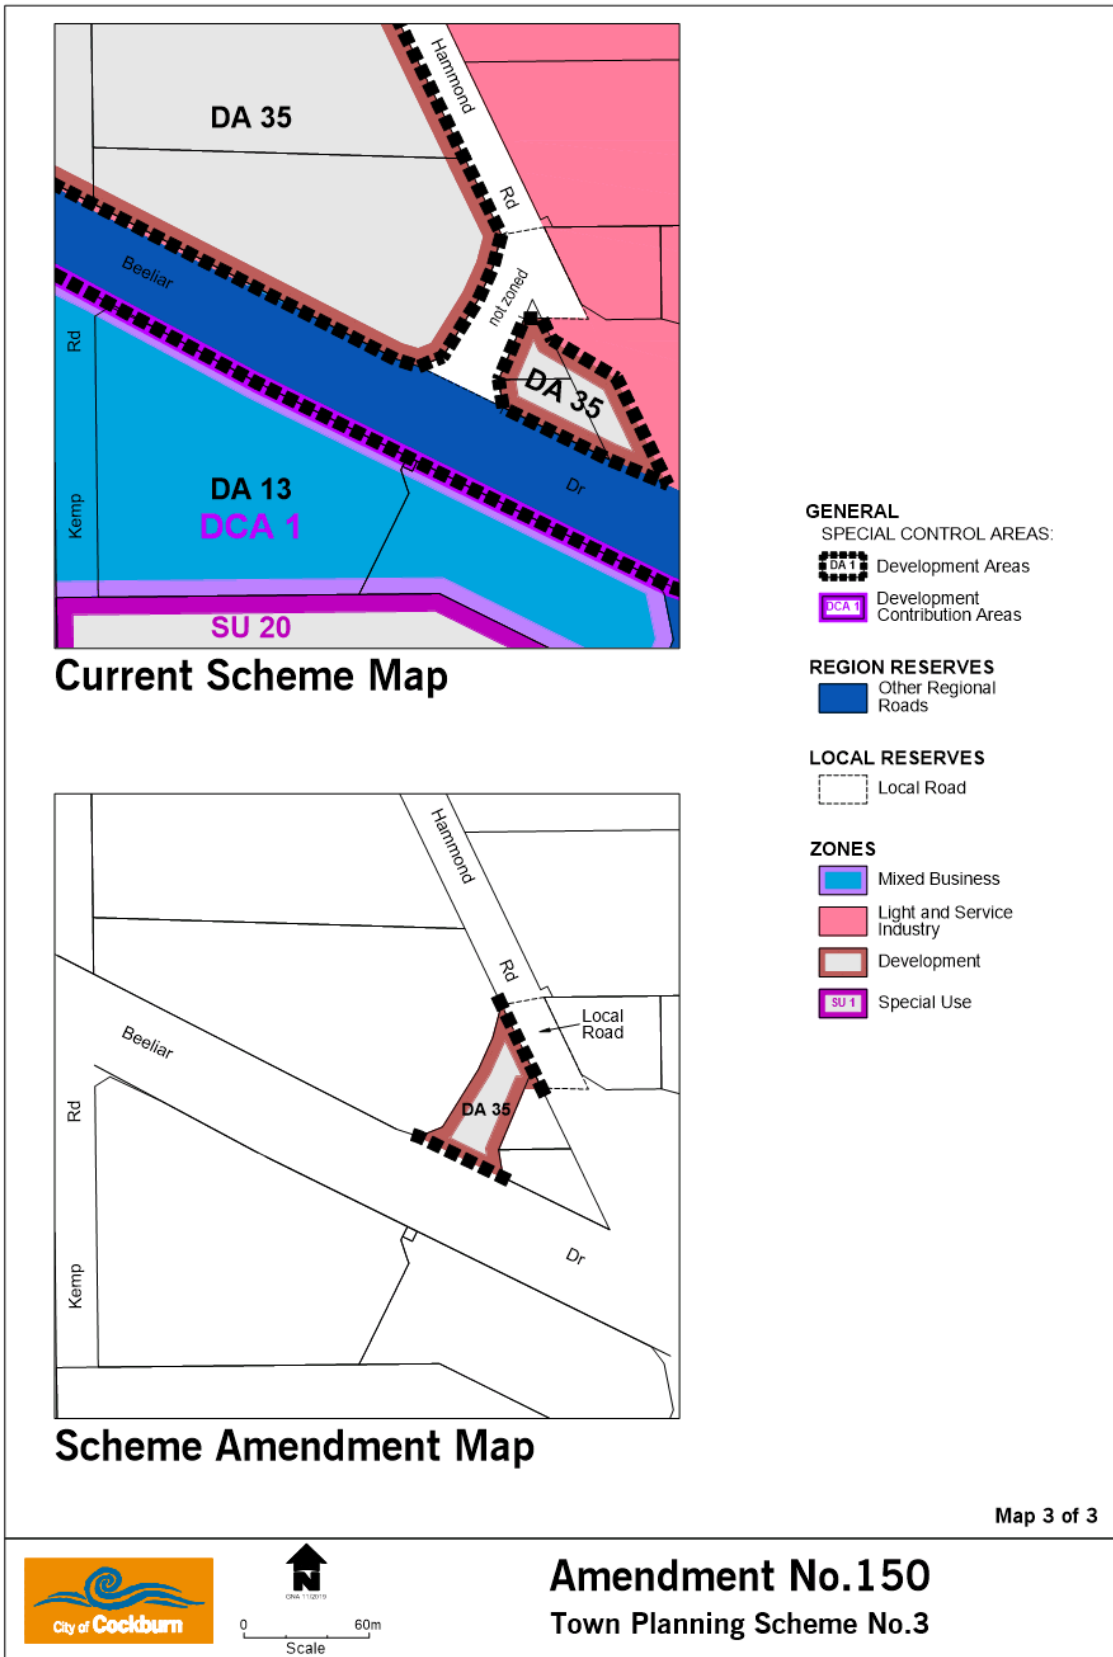 Hammond
DA 35
Rd
Beeliar
not zoned
Rd
DA 35
Dr
DA 13
DCA 1
Kemp
SU 20
Current Scheme Map
GENERAL
SPECIAL CONTROL AREAS:
DA 1 Development Areas
DCA 1 Development
Contribution Areas
REGION RESERVES
Other Regional
Roads
LOCAL RESERVES
Local Road
ZONES
Mixed Business
Light and Service
Industry
Development
SU 1 Special Use
Hammond
Rd
Local
Road
Beeliar
Rd
DA 35
Dr
Kemp
Scheme Amendment Map
Map 3 of 3
City of Cockburn
N
GNA 11/2019
0 60m
Scale
Amendment No.150
Town Planning Scheme No.3